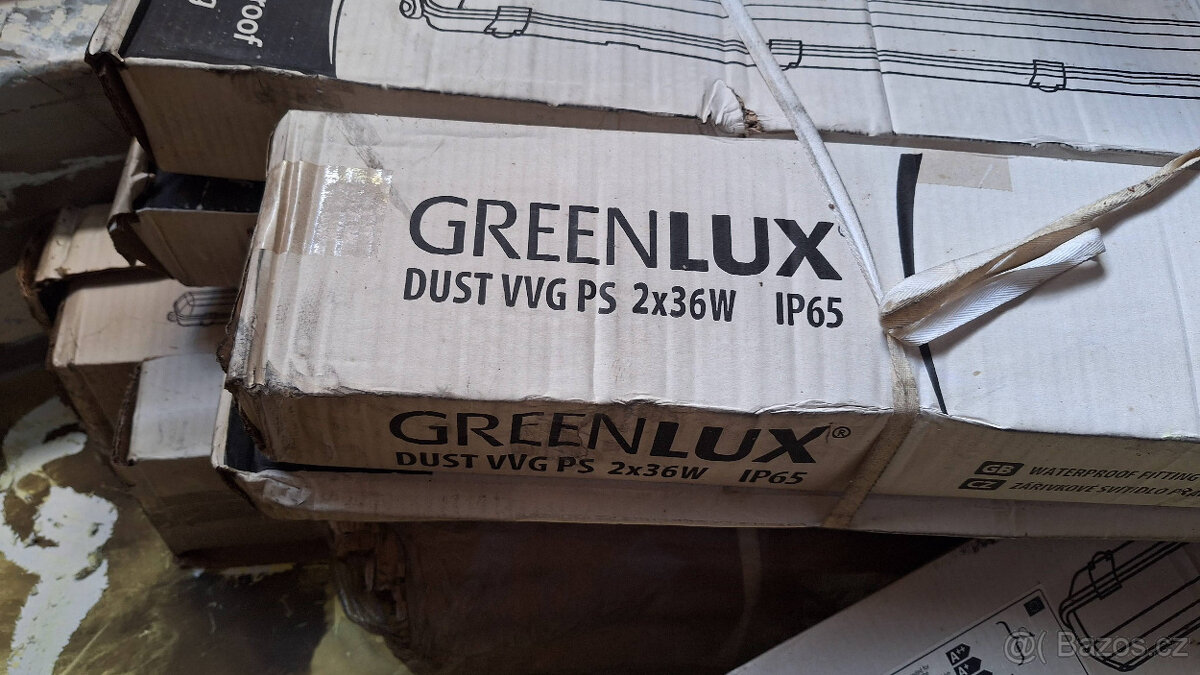 roof
g
GREENLUX
DUST VVG PS 2x36W IP65
GREENLUX®
DUST VVG PS 2x36W IP65
GB WATERPROOF FITTING
CZ ZÁŘIVKOVÉ SVÍTIDLO
A++
A+
Bazos.cz